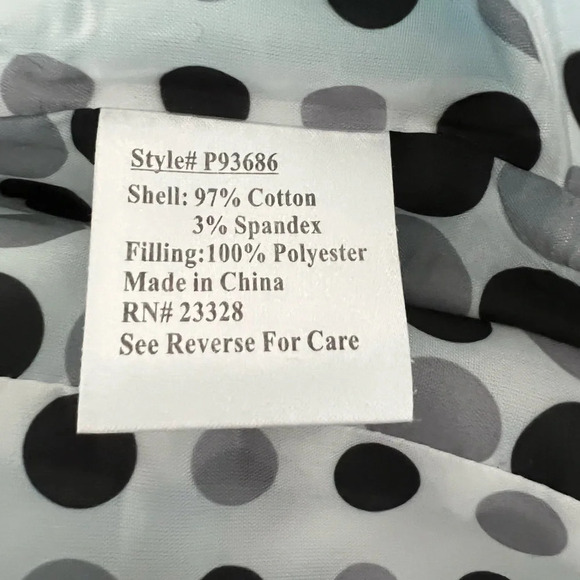 Style# P93686
Shell: 97% Cotton
3% Spandex
Filling:100% Polyester
Made in China
RN# 23328
See Reverse For Care